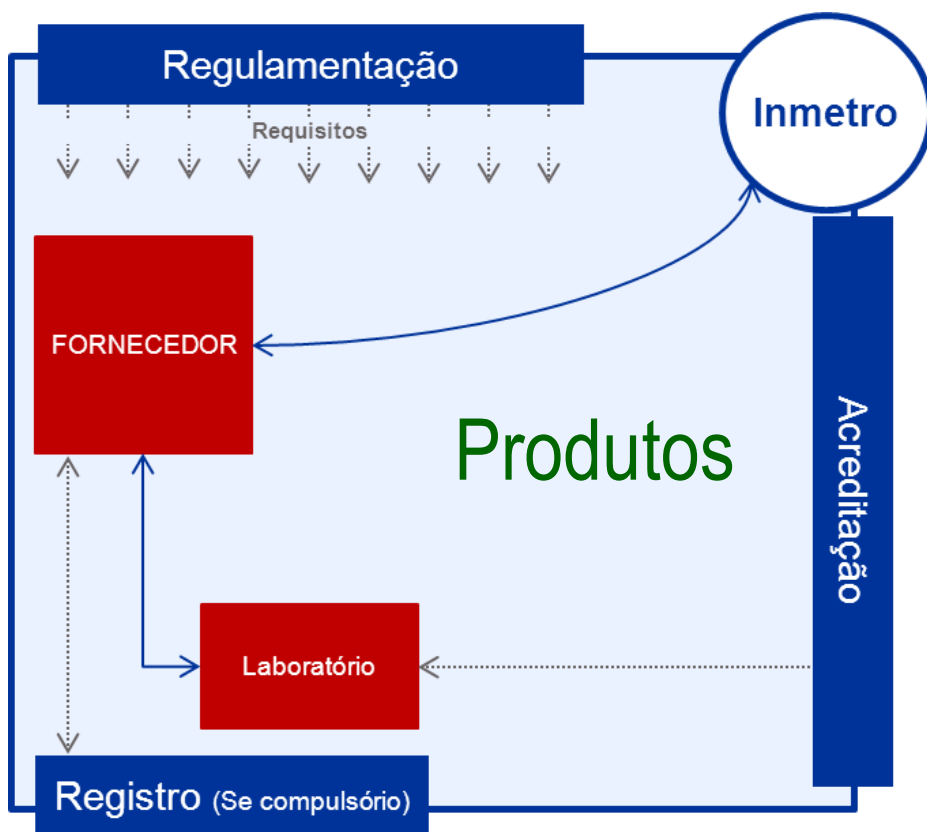 Regulamentação
Inmetro
Requisitos
FORNECEDOR
Produtos
Acreditação
Laboratório
Registro (Se compulsório)